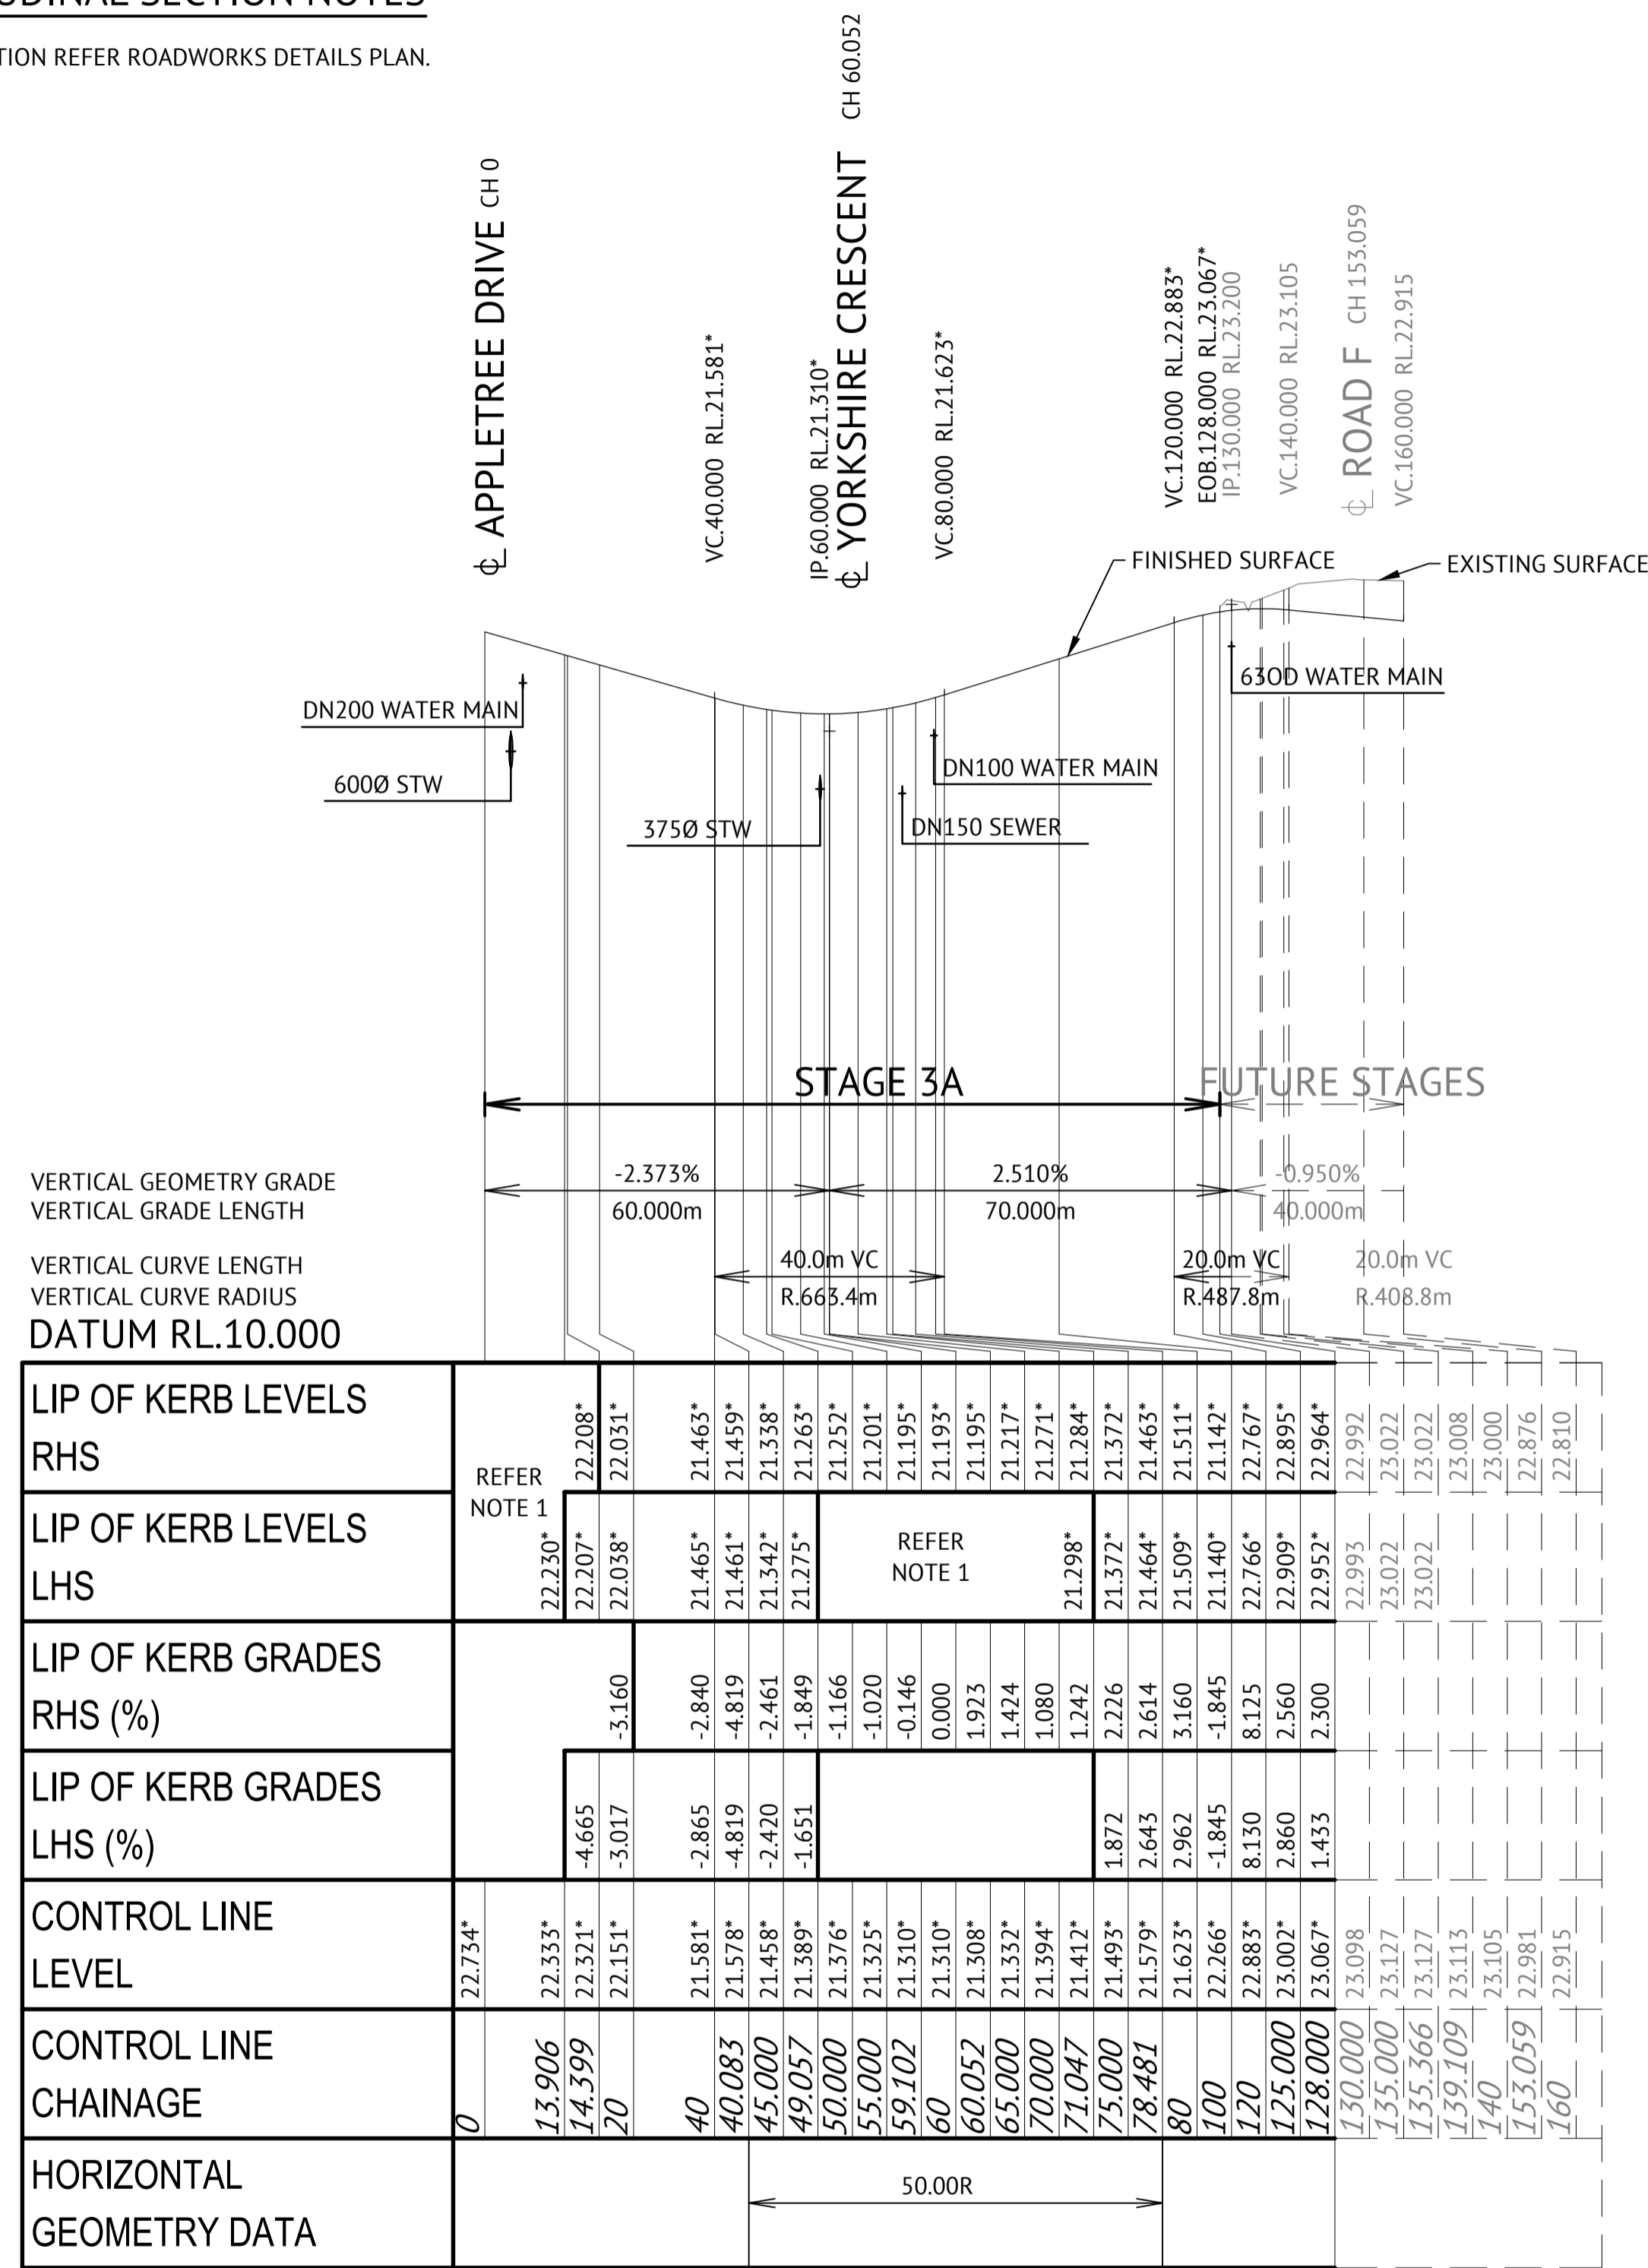 UDINAL SECTION NOTES
TION REFER ROADWORKS DETAILS PLAN.
APPLETREE DRIVE CH 0
VC.40.000 RL.21.581*
IP.60.000 RL.21.310*
YORKSHIRE CRESCENT CH 60.052
VC.80.000 RL.21.623*
VC.120.000 RL.22.883*
EOB.128.000 RL.23.067*
IP.130.000 RL.23.200
VC.140.000 RL.23.105
ROAD F CH 153.059
VC.160.000 RL.22.915
FINISHED SURFACE
EXISTING SURFACE
DN200 WATER MAIN
600Ø STW
375Ø STW
DN100 WATER MAIN
DN150 SEWER
63OD WATER MAIN
STAGE 3A
FUTURE STAGES
VERTICAL GEOMETRY GRADE -2.373% 2.510% -0.950%
VERTICAL GRADE LENGTH 60.000m 70.000m 40.000m
VERTICAL CURVE LENGTH 40.0m VC 20.0m VC 20.0m VC
VERTICAL CURVE RADIUS R.663.4m R.487.8m R.408.8m
DATUM RL.10.000
LIP OF KERB LEVELS
RHS
REFER
NOTE 1
22.208* 22.031* 21.463* 21.459* 21.338* 21.263* 21.252* 21.201* 21.195* 21.193* 21.195* 21.217* 21.271* 21.284* 21.372* 21.463* 21.511* 21.142* 22.767* 22.895* 22.964* 22.992 23.022 23.022 23.008 23.000 22.876 22.810
LIP OF KERB LEVELS
LHS
22.230* 22.207* 22.038* 21.465* 21.461* 21.342* 21.275*
REFER
NOTE 1
21.298* 21.372* 21.464* 21.509* 21.140* 22.766* 22.909* 22.952* 22.993 23.022 23.022
LIP OF KERB GRADES
RHS (%)
-3.160 -2.840 -4.819 -2.461 -1.849 -1.166 -1.020 -0.146 0.000 1.923 1.424 1.080 1.242 2.226 2.614 3.160 -1.845 8.125 2.560 2.300
LIP OF KERB GRADES
LHS (%)
-4.665 -3.017 -2.865 -4.819 -2.420 -1.651 1.872 2.643 2.962 -1.845 8.130 2.860 1.433
CONTROL LINE
LEVEL
22.734* 22.333* 22.321* 22.151* 21.581* 21.578* 21.458* 21.389* 21.376* 21.325* 21.310* 21.310* 21.308* 21.332* 21.394* 21.412* 21.493* 21.579* 21.623* 22.266* 22.883* 23.002* 23.067* 23.098 23.127 23.127 23.113 23.105 22.981 22.915
CONTROL LINE
CHAINAGE
0 13.906 14.399 20 40 40.083 45.000 49.057 50.000 55.000 59.102 60 60.052 65.000 70.000 71.047 75.000 78.481 80 100 120 125.000 128.000 130.000 135.000 135.366 139.109 140 153.059 160
HORIZONTAL
GEOMETRY DATA
50.00R